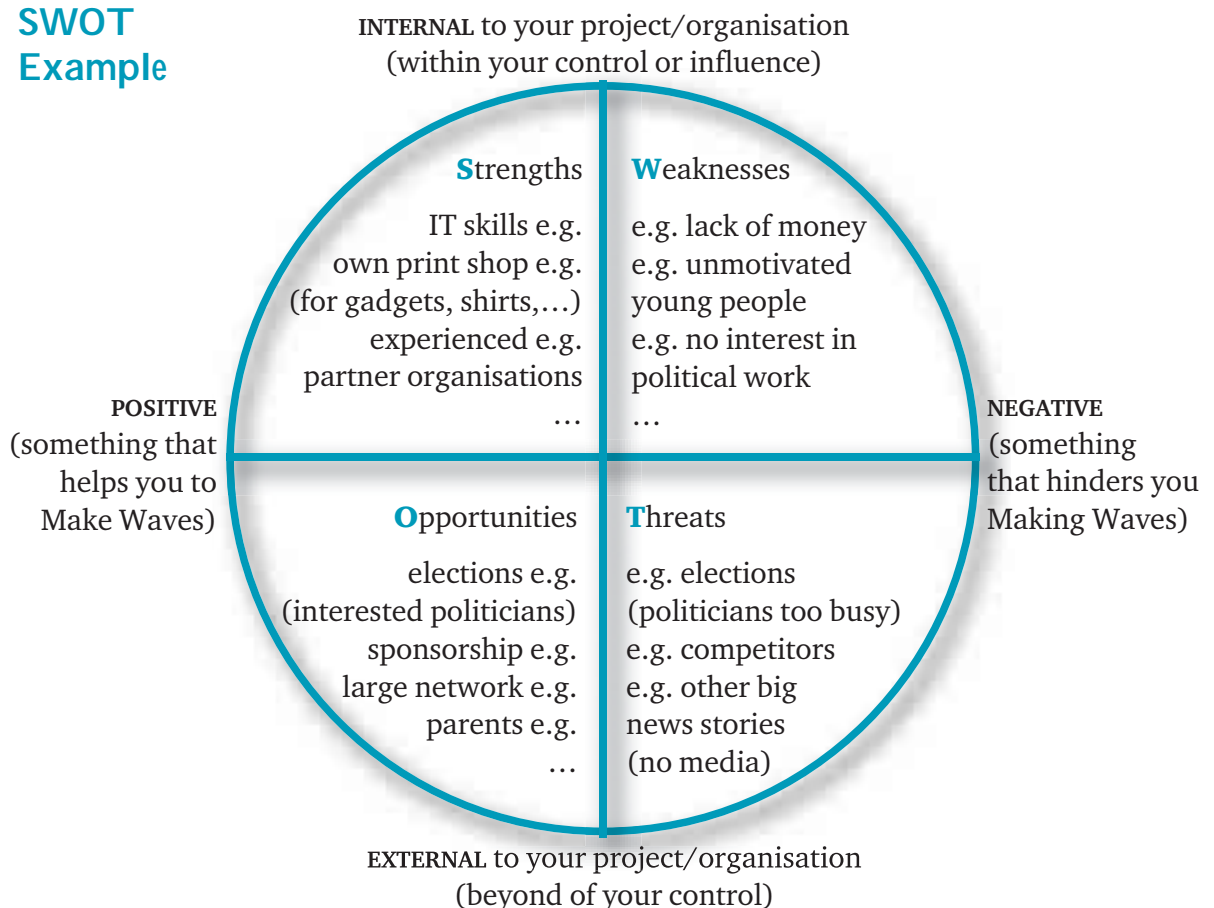 SWOT
Example
INTERNAL to your project/organisation
(within your control or influence)
Strengths
IT skills e.g.
own print shop e.g.
(for gadgets, shirts,…)
experienced e.g.
partner organisations
…
Weaknesses
e.g. lack of money
e.g. unmotivated
young people
e.g. no interest in
political work
…
POSITIVE
(something that
helps you to
Make Waves)
NEGATIVE
(something
that hinders you
Making Waves)
Opportunities
elections e.g.
(interested politicians)
sponsorship e.g.
large network e.g.
parents e.g.
…
Threats
e.g. elections
(politicians too busy)
e.g. competitors
e.g. other big
news stories
(no media)
EXTERNAL to your project/organisation
(beyond of your control)